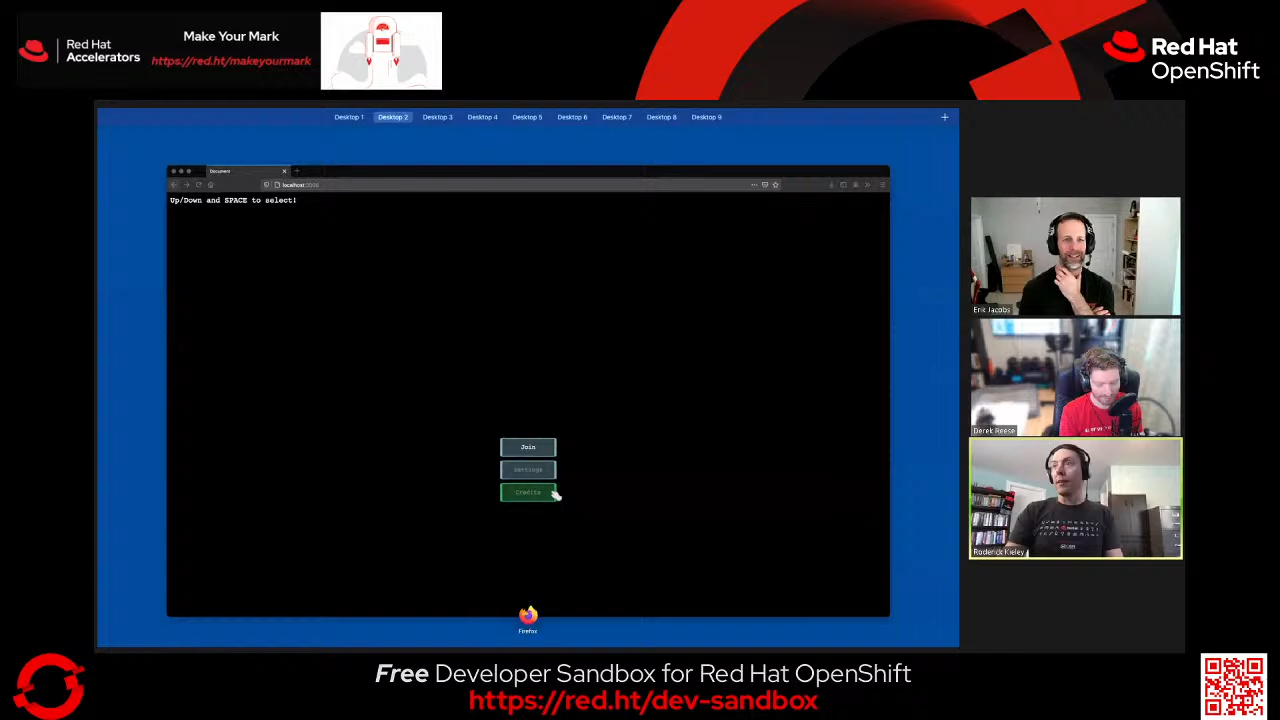 Red Hat
Accelerators
Make Your Mark
https://red.ht/makeyourmark
Red Hat
OpenShift
Desktop 1
Desktop 2
Desktop 3
Desktop 4
Desktop 5
Desktop 6
Desktop 7
Desktop 8
Desktop 9
Document
Up/Down and SPACE to select!
Join
Settings
Credits
Firefox
Erik Jacobs
Derek Reese
Roderick Kieley
Free Developer Sandbox for Red Hat OpenShift
https://red.ht/dev-sandbox